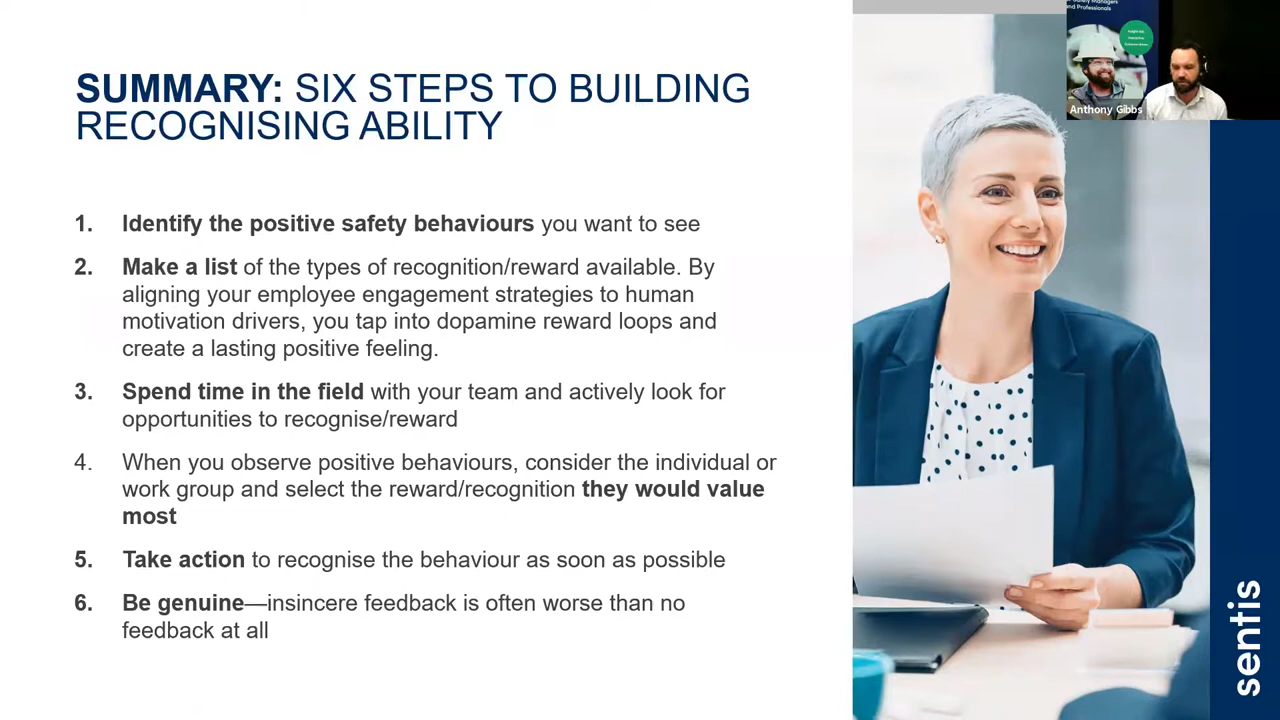 SUMMARY: SIX STEPS TO BUILDING
RECOGNISING ABILITY
1. Identify the positive safety behaviours you want to see
2. Make a list of the types of recognition/reward available. By
aligning your employee engagement strategies to human
motivation drivers, you tap into dopamine reward loops and
create a lasting positive feeling.
3. Spend time in the field with your team and actively look for
opportunities to recognise/reward
4. When you observe positive behaviours, consider the individual or
work group and select the reward/recognition they would value
most
5. Take action to recognise the behaviour as soon as possible
6. Be genuine—insincere feedback is often worse than no
feedback at all
Safety Managers
and Professionals
Anthony Gibbs
sentis